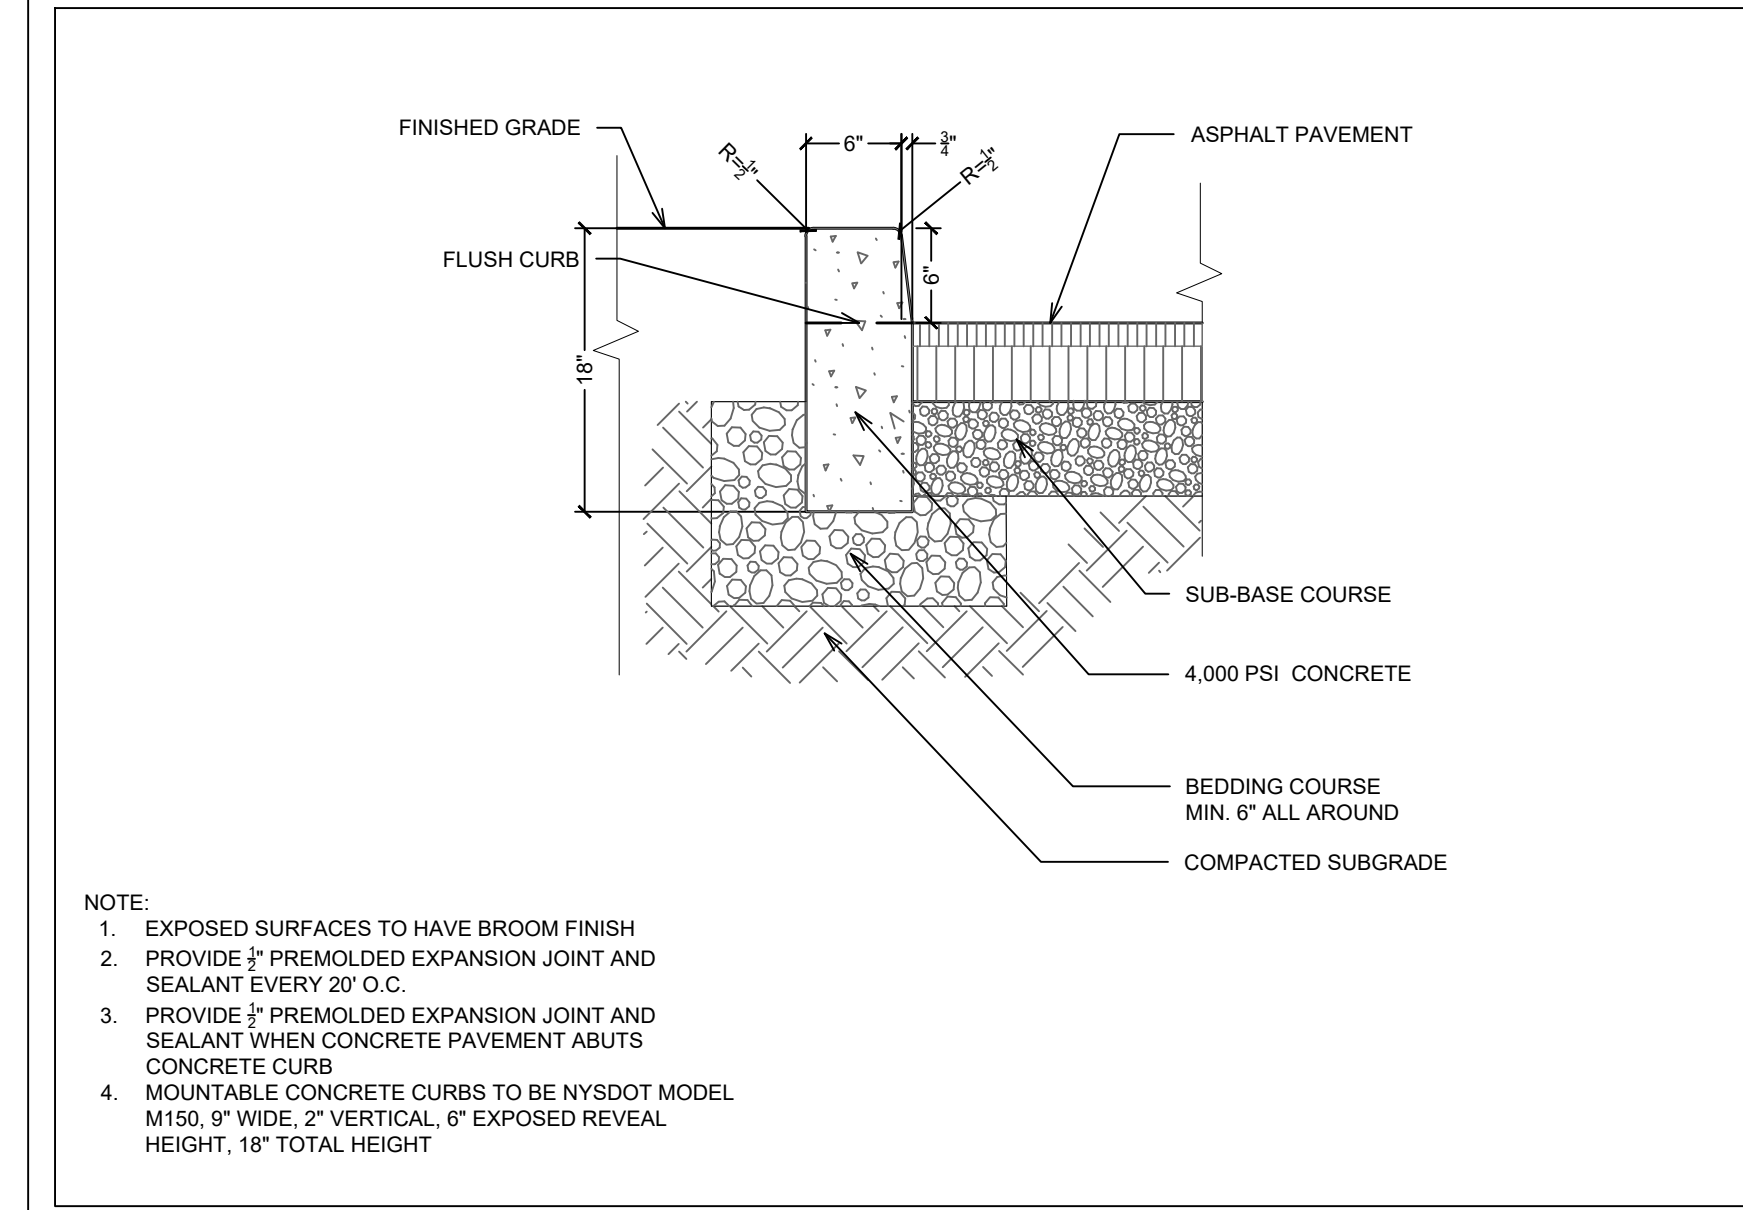 FINISHED GRADE
6"
3/4"
ASPHALT PAVEMENT
R=1/2"
R=1/2"
FLUSH CURB
6"
18"
SUB-BASE COURSE
4,000 PSI CONCRETE
BEDDING COURSE
MIN. 6" ALL AROUND
COMPACTED SUBGRADE
NOTE:
1. EXPOSED SURFACES TO HAVE BROOM FINISH
2. PROVIDE 1/2" PREMOLDED EXPANSION JOINT AND
SEALANT EVERY 20' O.C.
3. PROVIDE 1/2" PREMOLDED EXPANSION JOINT AND
SEALANT WHEN CONCRETE PAVEMENT ABUTS
CONCRETE CURB
4. MOUNTABLE CONCRETE CURBS TO BE NYSDOT MODEL
M150, 9" WIDE, 2" VERTICAL, 6" EXPOSED REVEAL
HEIGHT, 18" TOTAL HEIGHT